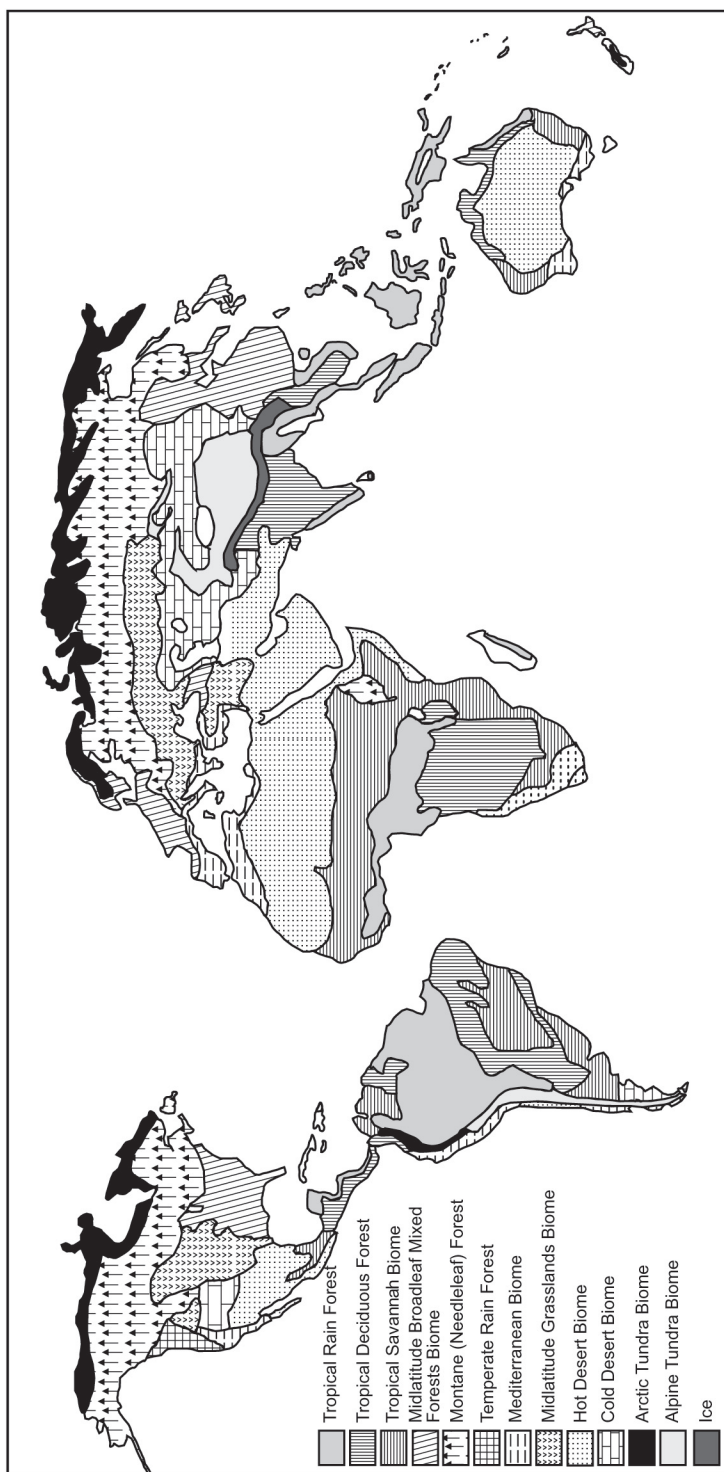 Tropical Rain Forest
Tropical Deciduous Forest
Tropical Savannah Biome
Midlatitude Broadleaf Mixed
Forests Biome
Montane (Needleleaf) Forest
Temperate Rain Forest
Mediterranean Biome
Midlatitude Grasslands Biome
Hot Desert Biome
Cold Desert Biome
Arctic Tundra Biome
Alpine Tundra Biome
Ice